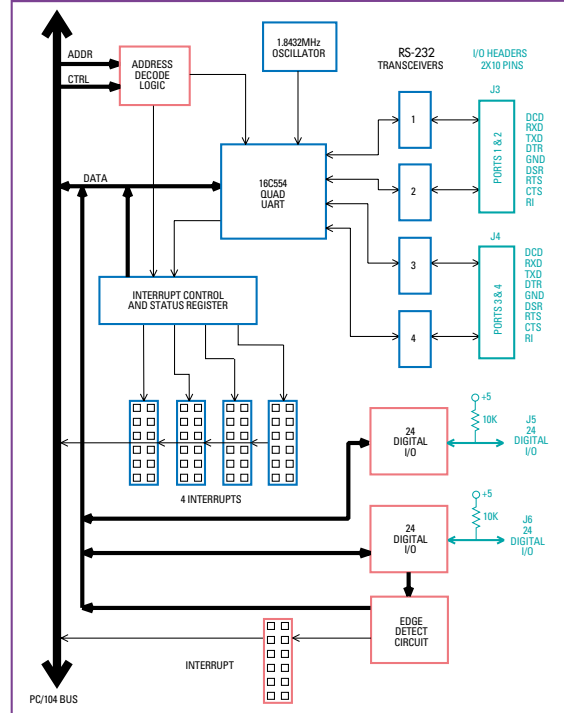 ADDR
CTRL
ADDRESS
DECODE
LOGIC
1.8432MHz
OSCILLATOR
RS-232
TRANSCEIVERS
I/O HEADERS
2X10 PINS
DATA
16C554
QUAD
UART
1
2
3
4
J3
PORTS 1 & 2
DCD
RXD
TXD
DTR
GND
DSR
RTS
CTS
RI
J4
PORTS 3 & 4
DCD
RXD
TXD
DTR
GND
DSR
RTS
CTS
RI
INTERRUPT CONTROL
AND STATUS REGISTER
4 INTERRUPTS
24
DIGITAL
I/O
+5
10K
J5
24
DIGITAL
I/O
24
DIGITAL
I/O
+5
10K
J6
24
DIGITAL
I/O
EDGE
DETECT
CIRCUIT
INTERRUPT
PC/104 BUS